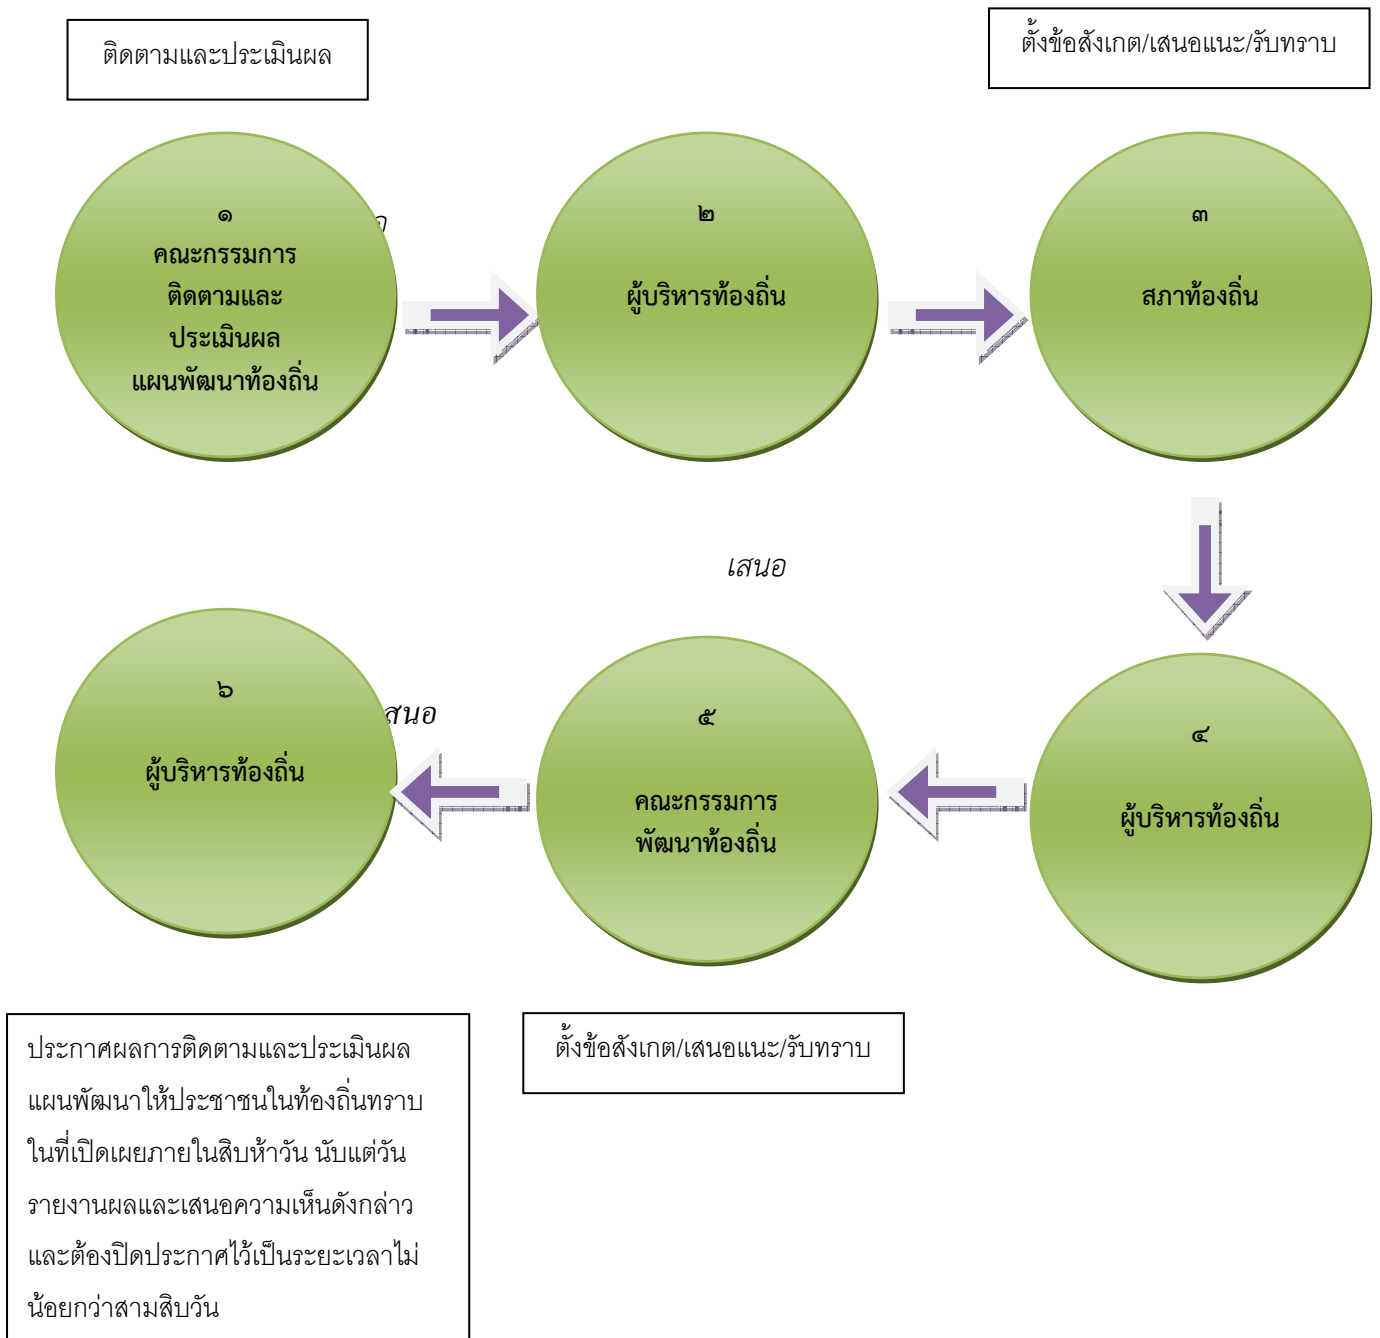 ติดตามและประเมินผล
ตั้งข้อสังเกต/เสนอแนะ/รับทราบ
๑
คณะกรรมการ
ติดตามและ
ประเมินผล
แผนพัฒนาท้องถิ่น
๒
ผู้บริหารท้องถิ่น
๓
สภาท้องถิ่น
เสนอ
๖
ผู้บริหารท้องถิ่น
สนอ
๕
คณะกรรมการ
พัฒนาท้องถิ่น
๔
ผู้บริหารท้องถิ่น
ประกาศผลการติดตามและประเมินผล
แผนพัฒนาให้ประชาชนในท้องถิ่นทราบ
ในที่เปิดเผยภายในสิบห้าวัน นับแต่วัน
รายงานผลและเสนอความเห็นดังกล่าว
และต้องปิดประกาศไว้เป็นระยะเวลาไม่
น้อยกว่าสามสิบวัน
ตั้งข้อสังเกต/เสนอแนะ/รับทราบ